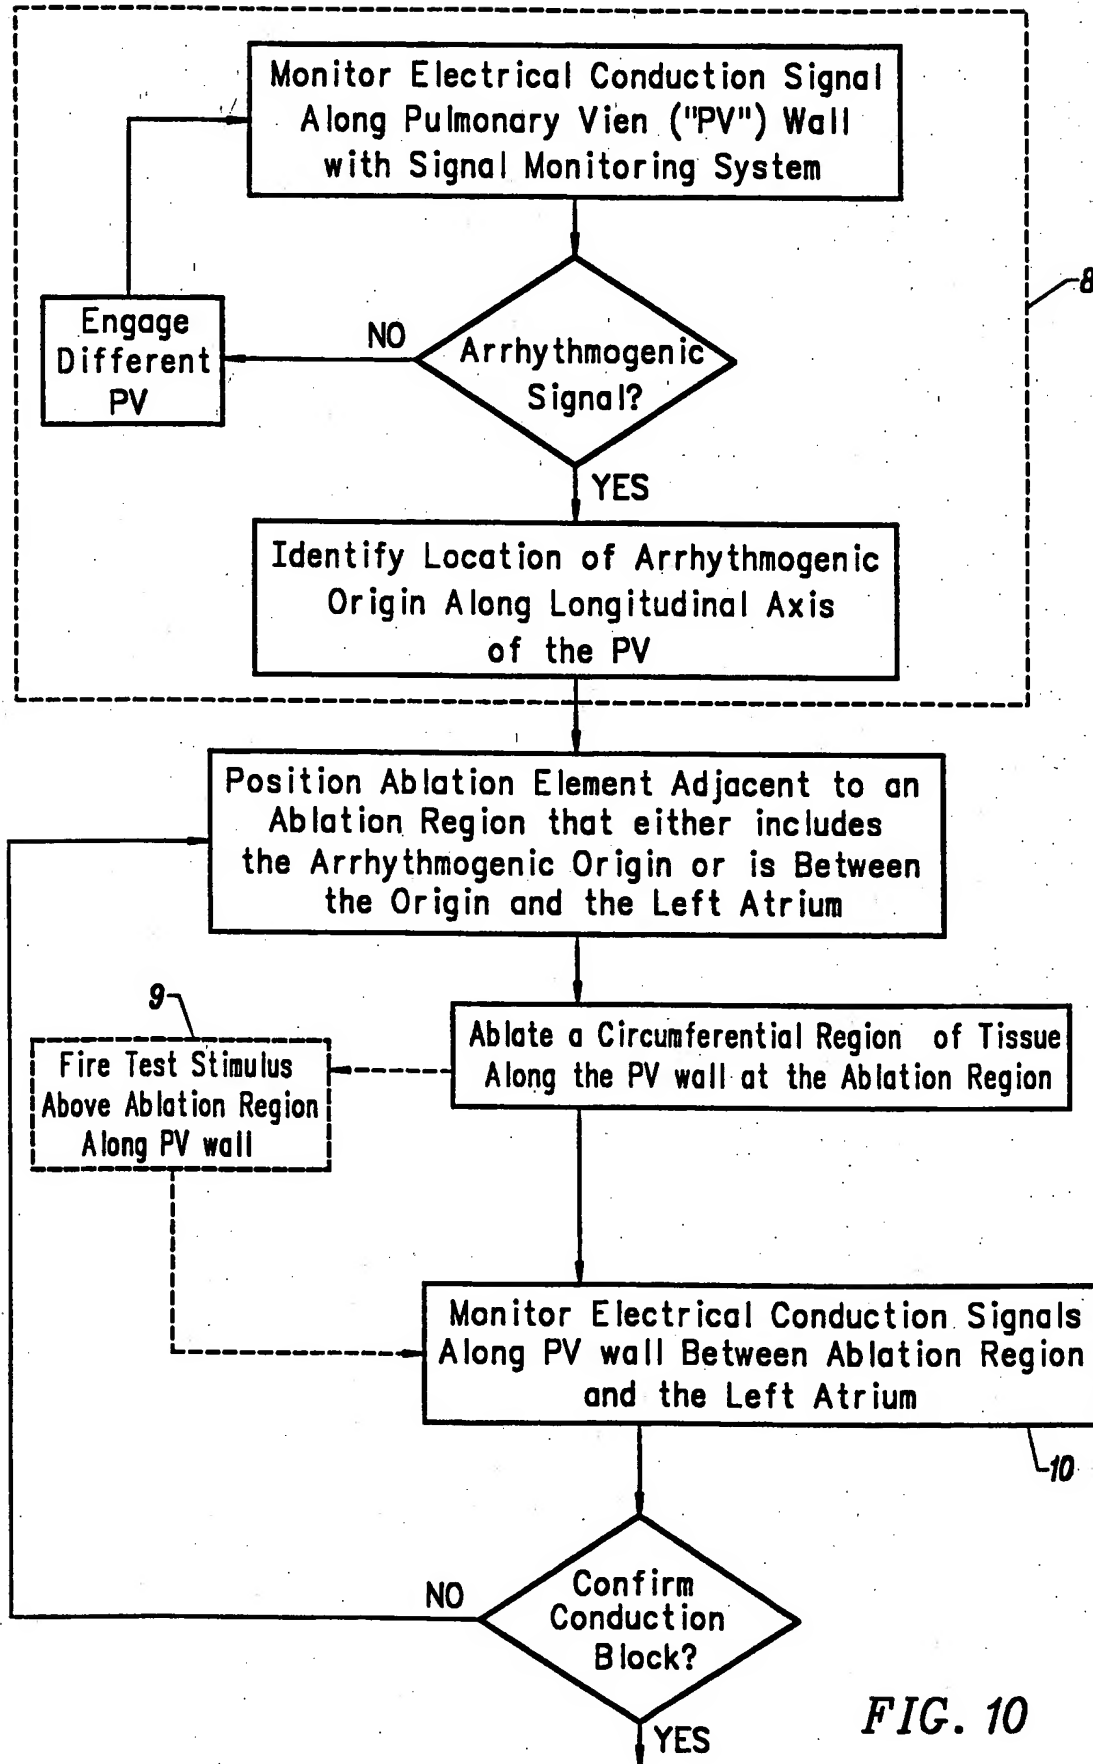 Monitor Electrical Conduction Signal
Along Pulmonary Vien ("PV") Wall
with Signal Monitoring System
8
Engage
Different
PV
NO
Arrhythmogenic
Signal?
YES
Identify Location of Arrhythmogenic
Origin Along Longitudinal Axis
of the PV
Position Ablation Element Adjacent to an
Ablation Region that either includes
the Arrhythmogenic Origin or is Between
the Origin and the Left Atrium
9
Fire Test Stimulus
Above Ablation Region
Along PV wall
Ablate a Circumferential Region of Tissue
Along the PV wall at the Ablation Region
Monitor Electrical Conduction Signals
Along PV wall Between Ablation Region
and the Left Atrium
10
NO
Confirm
Conduction
Block?
YES
FIG. 10